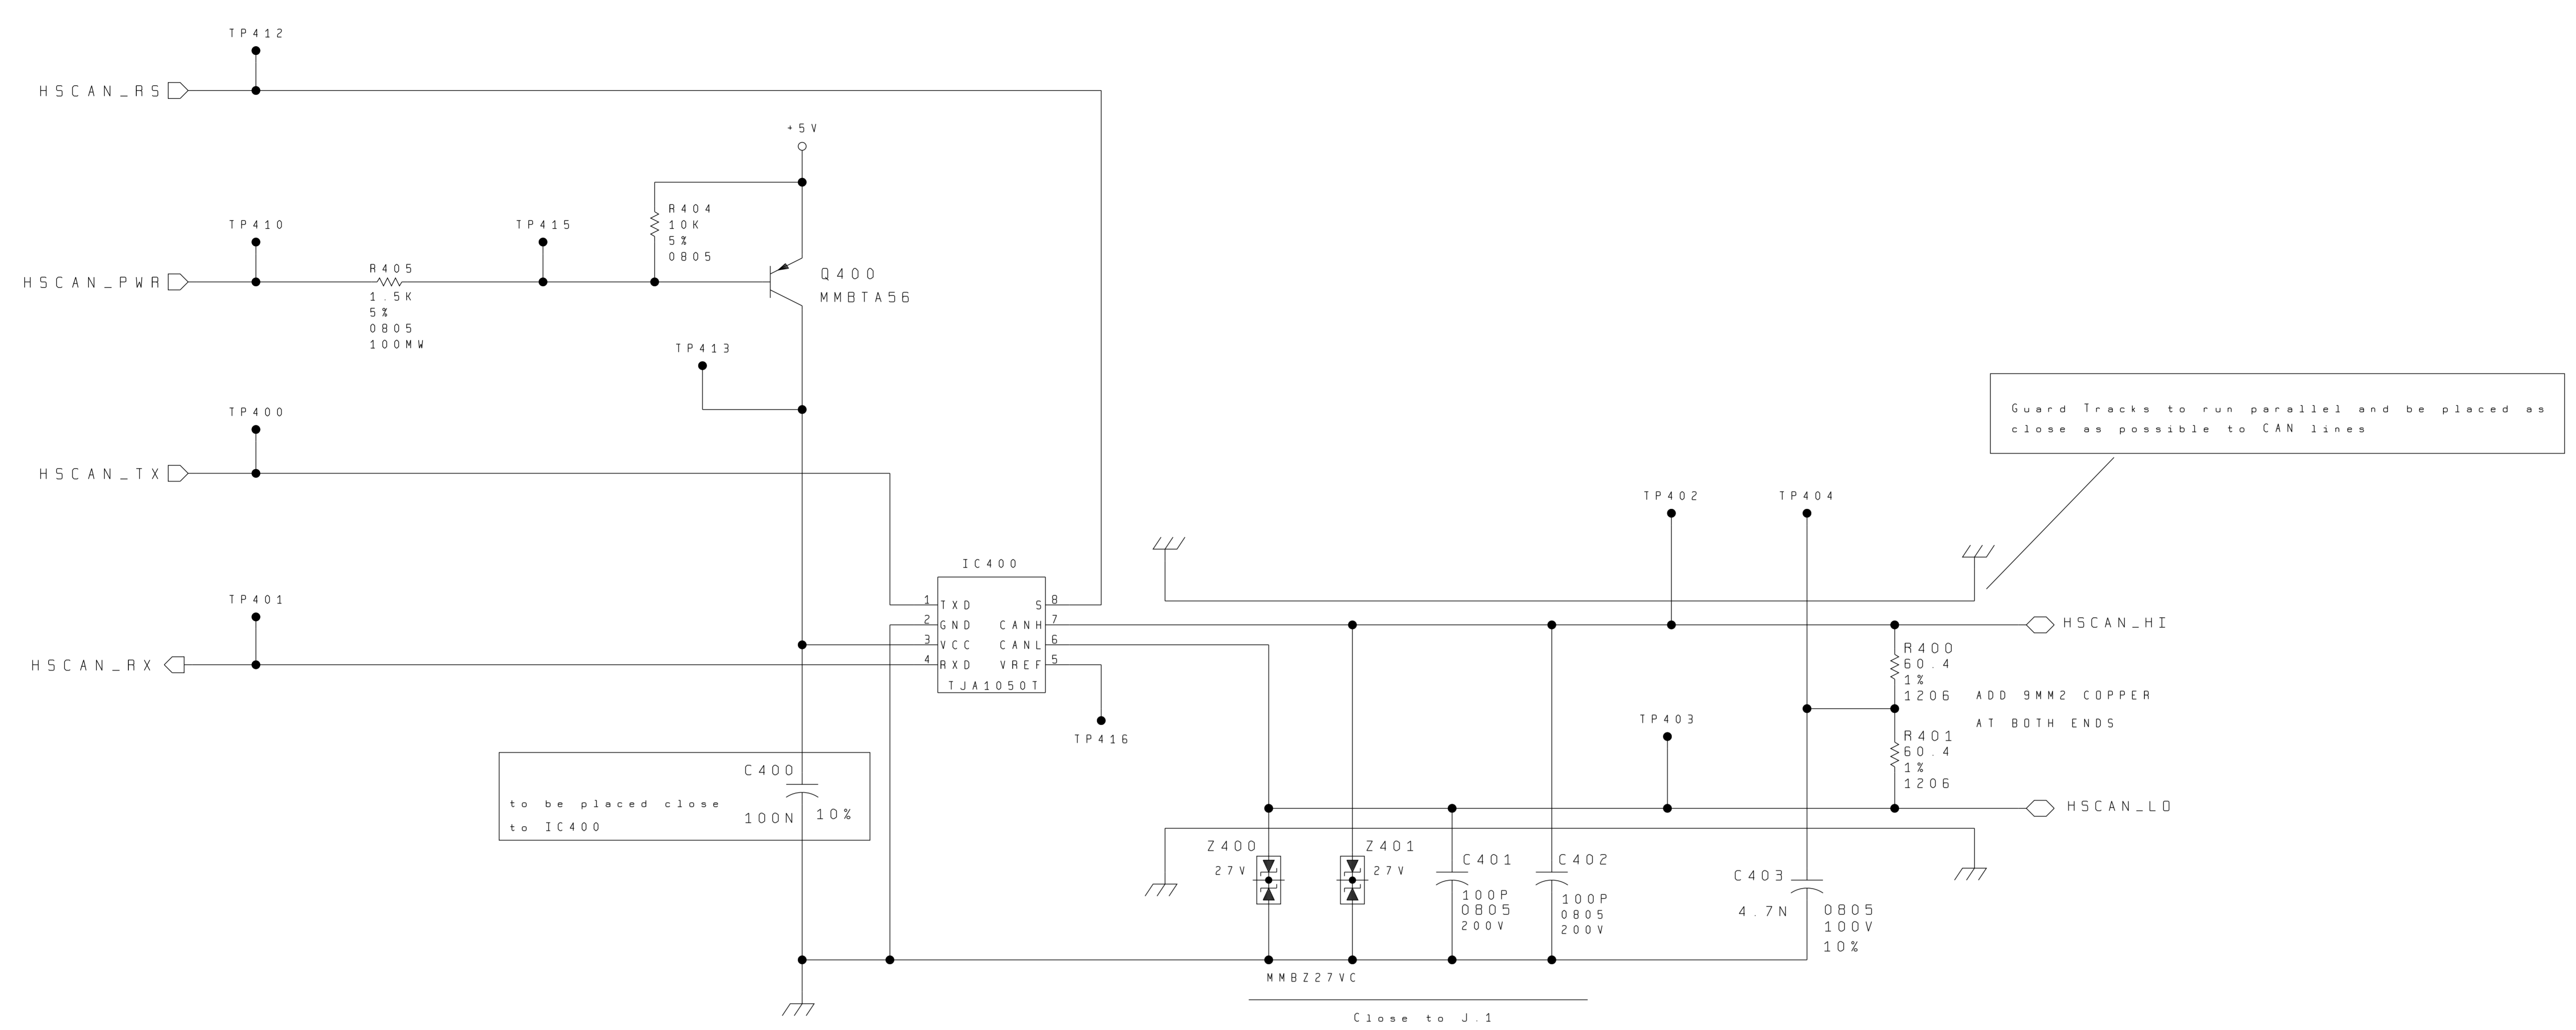 TP412
HSCAN_RS
+5V
R404
10K
5%
0805
TP410
TP415
HSCAN_PWR
R405
1.5K
5%
0805
100MW
Q400
MMBTA56
TP413
TP400
HSCAN_TX
Guard Tracks to run parallel and be placed as
close as possible to CAN lines
TP402
TP404
IC400
TP401
HSCAN_RX
1 TXD S 8
2 GND CANH 7
3 VCC CANL 6
4 RXD VREF 5
TJA1050T
TP416
HSCAN_HI
R400
60.4
1%
1206
ADD 9MM2 COPPER
AT BOTH ENDS
TP403
R401
60.4
1%
1206
HSCAN_LO
C400
100N
10%
to be placed close
to IC400
Z400
27V
Z401
27V
C401
100P
0805
200V
C402
100P
0805
200V
C403
4.7N
0805
100V
10%
MMBZ27VC
Close to J.1